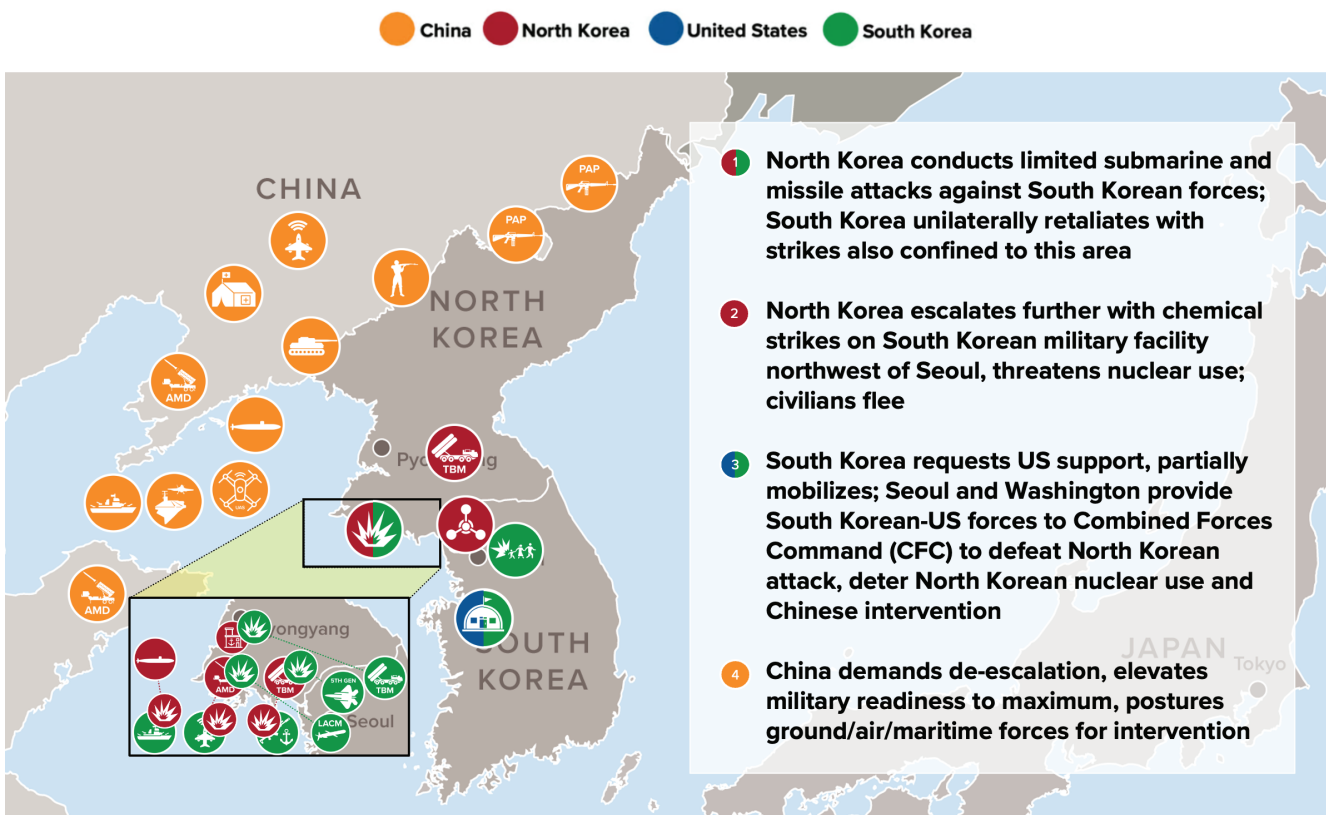 China North Korea United States South Korea
CHINA
PAP
PAP
NORTH
KOREA
AMD
TBM
AMD
SOUTH
KOREA
yongyang
AMD
TBM
5TH GEN
TBM
LACM
Seoul
JAPAN
Tokyo
1 North Korea conducts limited submarine and
missile attacks against South Korean forces;
South Korea unilaterally retaliates with
strikes also confined to this area
2 North Korea escalates further with chemical
strikes on South Korean military facility
northwest of Seoul, threatens nuclear use;
civilians flee
3 South Korea requests US support, partially
mobilizes; Seoul and Washington provide
South Korean-US forces to Combined Forces
Command (CFC) to defeat North Korean
attack, deter North Korean nuclear use and
Chinese intervention
4 China demands de-escalation, elevates
military readiness to maximum, postures
ground/air/maritime forces for intervention